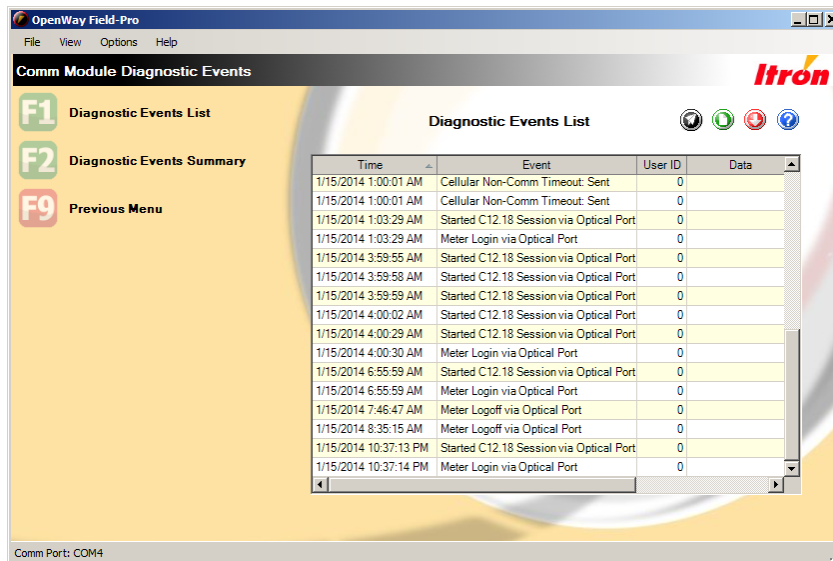 OpenWay Field-Pro
File View Options Help
Comm Module Diagnostic Events
Itrón
F1 Diagnostic Events List
F2 Diagnostic Events Summary
F9 Previous Menu
Diagnostic Events List
Time Event User ID Data
1/15/2014 1:00:01 AM Cellular Non-Comm Timeout: Sent 0
1/15/2014 1:00:01 AM Cellular Non-Comm Timeout: Sent 0
1/15/2014 1:03:29 AM Started C12.18 Session via Optical Port 0
1/15/2014 1:03:29 AM Meter Login via Optical Port 0
1/15/2014 3:59:55 AM Started C12.18 Session via Optical Port 0
1/15/2014 3:59:58 AM Started C12.18 Session via Optical Port 0
1/15/2014 3:59:59 AM Started C12.18 Session via Optical Port 0
1/15/2014 4:00:02 AM Started C12.18 Session via Optical Port 0
1/15/2014 4:00:29 AM Started C12.18 Session via Optical Port 0
1/15/2014 4:00:30 AM Meter Login via Optical Port 0
1/15/2014 6:55:59 AM Started C12.18 Session via Optical Port 0
1/15/2014 6:55:59 AM Meter Login via Optical Port 0
1/15/2014 7:46:47 AM Meter Logoff via Optical Port 0
1/15/2014 8:35:15 AM Meter Logoff via Optical Port 0
1/15/2014 10:37:13 PM Started C12.18 Session via Optical Port 0
1/15/2014 10:37:14 PM Meter Login via Optical Port 0
Comm Port: COM4